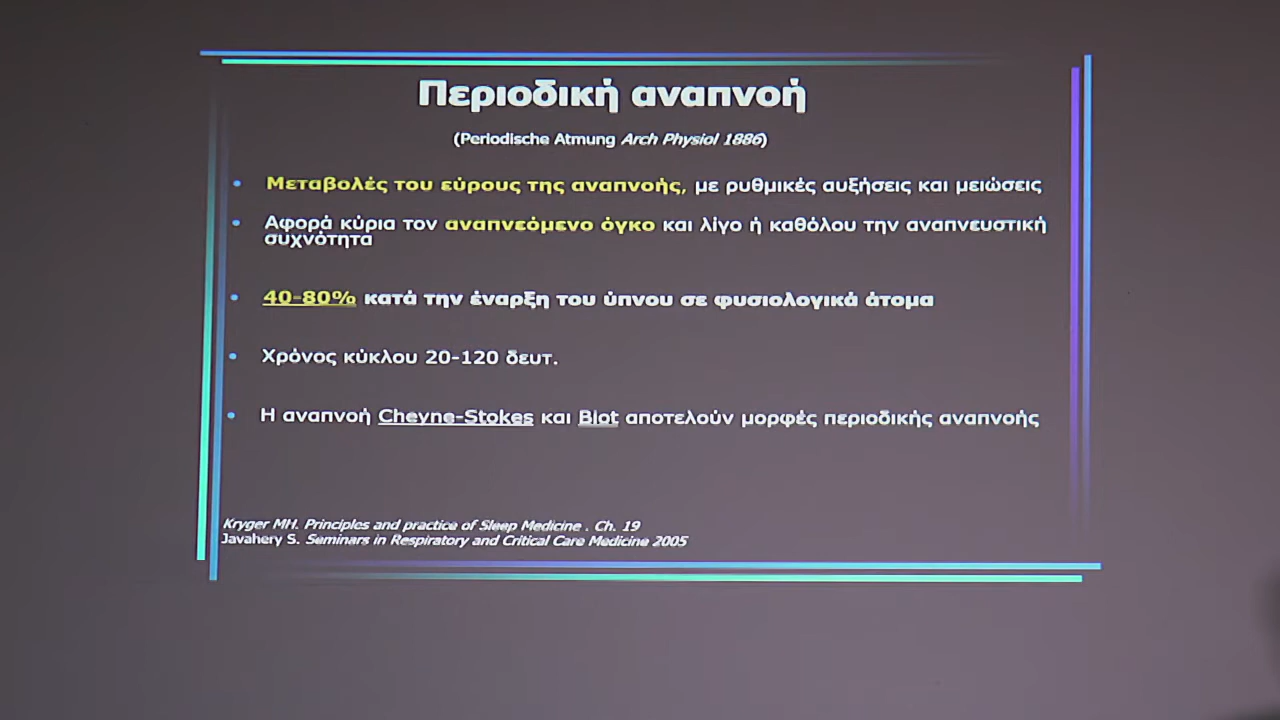 Περιοδική αναπνοή
(Periodische Atmung Arch Physiol 1886)
• Μεταβολές του εύρους της αναπνοής, με ρυθμικές αυξήσεις και μειώσεις
• Αφορά κύρια τον αναπνεόμενο όγκο και λίγο ή καθόλου την αναπνευστική
συχνότητα
• 40-80% κατά την έναρξη του ύπνου σε φυσιολογικά άτομα
• Χρόνος κύκλου 20-120 δευτ.
• Η αναπνοή Cheyne-Stokes και Biot αποτελούν μορφές περιοδικής αναπνοής
Kryger MH. Principles and practice of Sleep Medicine . Ch. 19
Javahery S. Seminars in Respiratory and Critical Care Medicine 2005